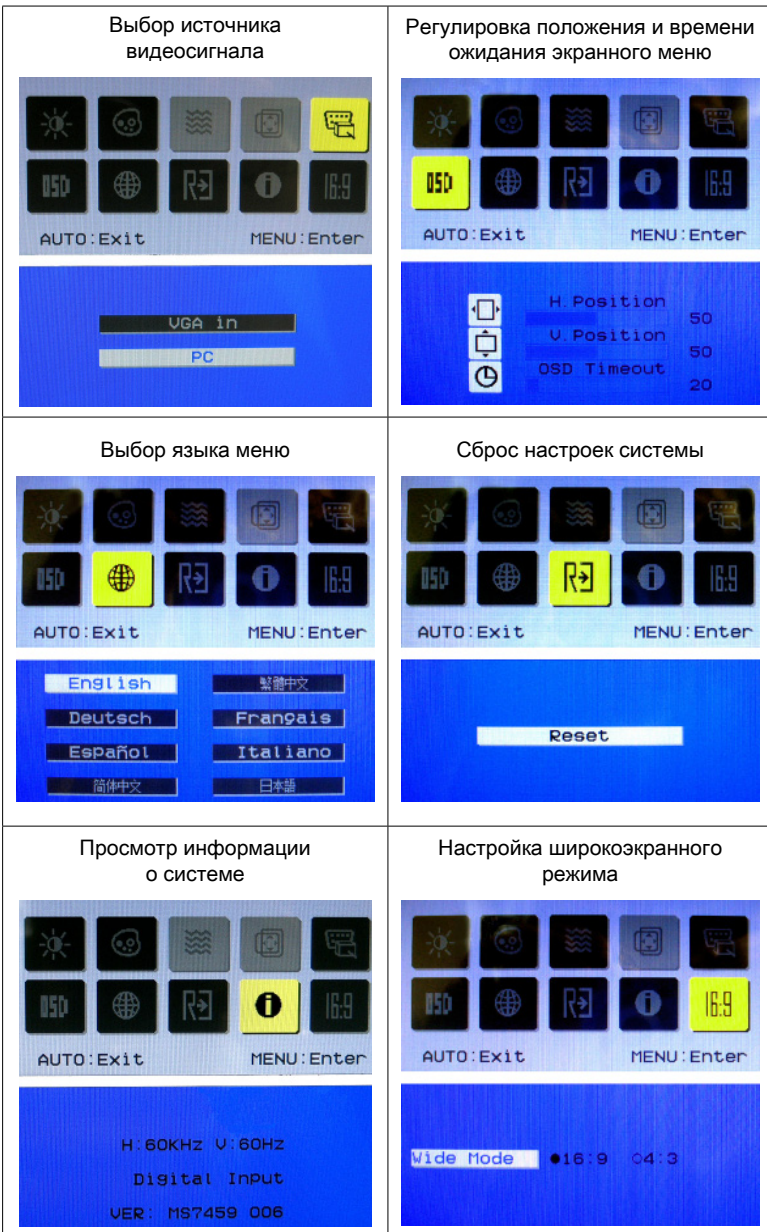 Выбор источника
видеосигнала
OSD
R
i
16:9
AUTO:Exit MENU:Enter
VGA in
PC
Регулировка положения и времени
ожидания экранного меню
OSD
R
i
16:9
AUTO:Exit MENU:Enter
H.Position
50
V.Position
50
OSD Timeout
20
Выбор языка меню
OSD
R
i
16:9
AUTO:Exit MENU:Enter
English 繁體中文
Deutsch Français
Español Italiano
简体中文 日本語
Сброс настроек системы
OSD
R
i
16:9
AUTO:Exit MENU:Enter
Reset
Просмотр информации
о системе
OSD
R
i
16:9
AUTO:Exit MENU:Enter
H:60KHz V:60Hz
Digital Input
VER: MS7459 006
Настройка широкоэкранного
режима
OSD
R
i
16:9
AUTO:Exit MENU:Enter
Wide Mode 16:9 4:3